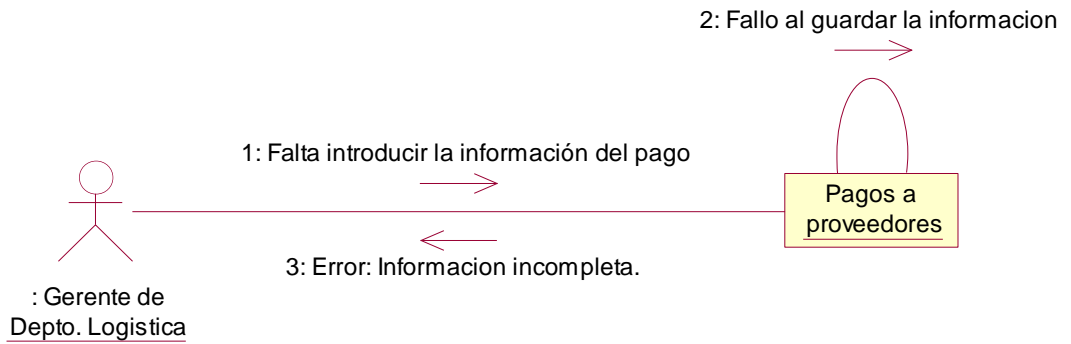 2: Fallo al guardar la informacion
1: Falta introducir la información del pago
Pagos a
proveedores
3: Error: Informacion incompleta.
: Gerente de
Depto. Logistica